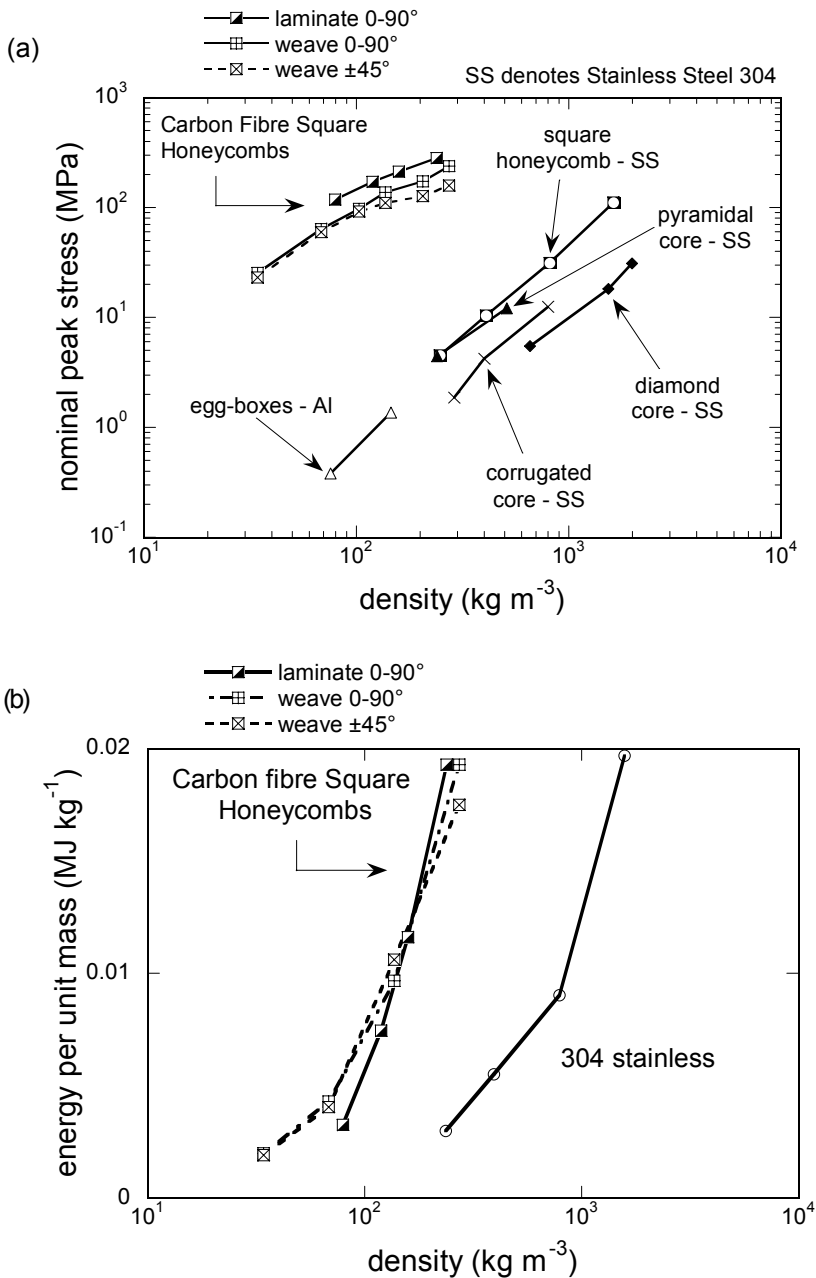 laminate 0-90°
weave 0-90°
weave ±45°
(a)
SS denotes Stainless Steel 304
10³
10²
10¹
10⁰
10⁻¹
nominal peak stress (MPa)
Carbon Fibre Square
Honeycombs
square
honeycomb - SS
pyramidal
core - SS
egg-boxes - Al
diamond
core - SS
corrugated
core - SS
10¹
10²
10³
10⁴
density (kg m⁻³)
laminate 0-90°
weave 0-90°
weave ±45°
(b)
0.02
0.01
0
energy per unit mass (MJ kg⁻¹)
Carbon fibre Square
Honeycombs
304 stainless
10¹
10²
10³
10⁴
density (kg m⁻³)